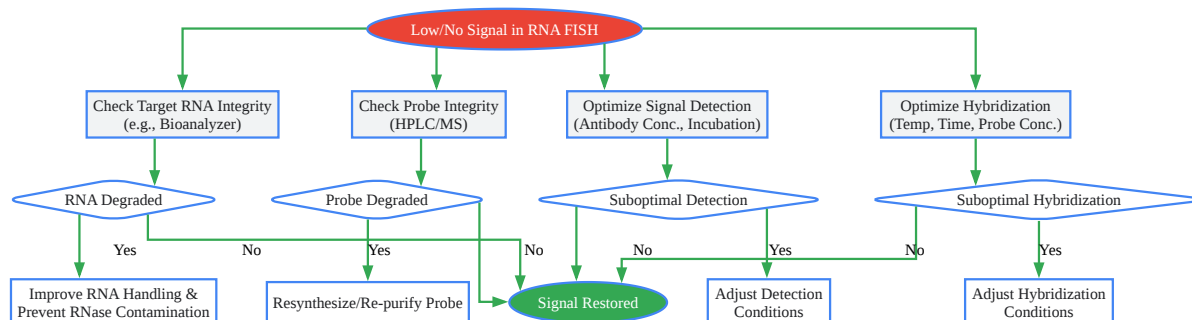 Low/No Signal in RNA FISH
Check Target RNA Integrity
(e.g., Bioanalyzer)
Check Probe Integrity
(HPLC/MS)
Optimize Signal Detection
(Antibody Conc., Incubation)
Optimize Hybridization
(Temp, Time, Probe Conc.)
RNA Degraded
Probe Degraded
Suboptimal Detection
Suboptimal Hybridization
Yes
No
Yes
No
No
Yes
No
Yes
Improve RNA Handling &
Prevent RNase Contamination
Resynthesize/Re-purify Probe
Signal Restored
Adjust Detection
Conditions
Adjust Hybridization
Conditions